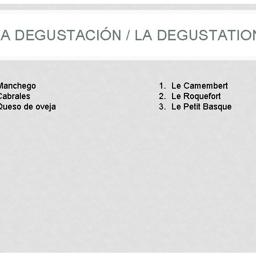 A DEGUSTACIÓN / LA DEGUSTATION
Manchego
Cabrales
Queso de oveja
1. Le Camembert
2. Le Roquefort
3. Le Petit Basque